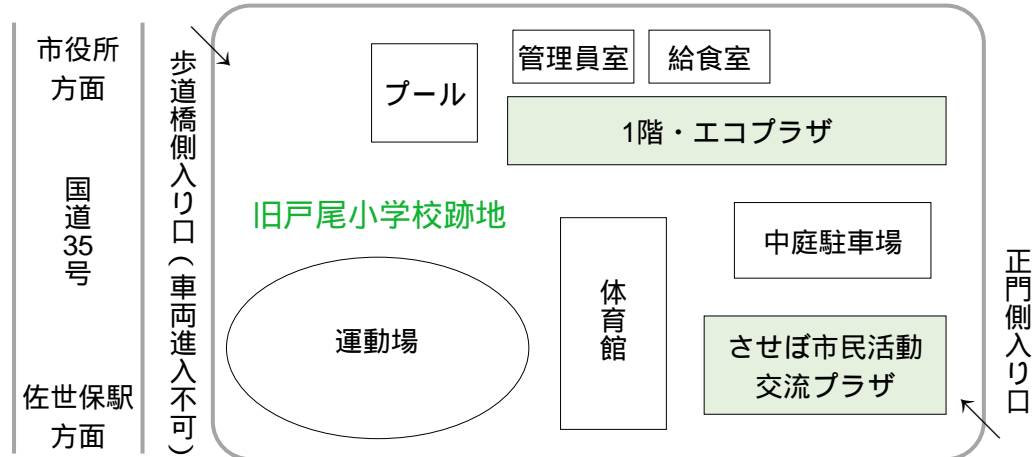 市役所
方面
国道35号
佐世保駅
方面
歩道橋側入り口（車両進入不可）
プール
管理員室
給食室
1階・エコプラザ
旧戸尾小学校跡地
中庭駐車場
運動場
体育館
させぼ市民活動
交流プラザ
正門側入り口